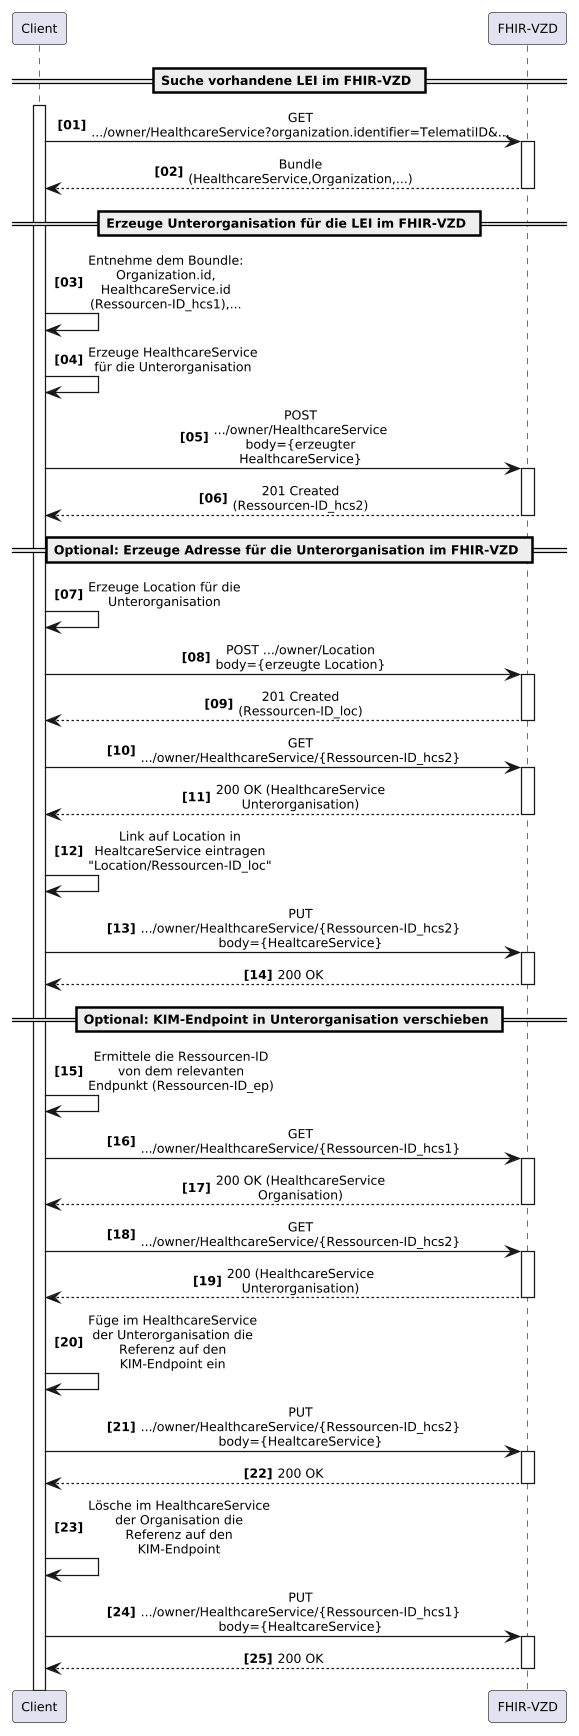 Client
FHIR-VZD
Suche vorhandene LEI im FHIR-VZD
[01]
GET
.../owner/HealthcareService?organization.identifier=TelematiID&...
[02]
Bundle
(HealthcareService,Organization,...)
Erzeuge Unterorganisation für die LEI im FHIR-VZD
[03]
Entnehme dem Boundle:
Organization.id,
HealthcareService.id
(Ressourcen-ID_hcs1),...
[04]
Erzeuge HealthcareService
für die Unterorganisation
[05]
POST
.../owner/HealthcareService
body={erzeugter
HealthcareService}
[06]
201 Created
(Ressourcen-ID_hcs2)
Optional: Erzeuge Adresse für die Unterorganisation im FHIR-VZD
[07]
Erzeuge Location für die
Unterorganisation
[08]
POST .../owner/Location
body={erzeugte Location}
[09]
201 Created
(Ressourcen-ID_loc)
[10]
GET
.../owner/HealthcareService/{Ressourcen-ID_hcs2}
[11]
200 OK (HealthcareService
Unterorganisation)
[12]
Link auf Location in
HealtcareService eintragen
"Location/Ressourcen-ID_loc"
[13]
PUT
.../owner/HealthcareService/{Ressourcen-ID_hcs2}
body={HealtcareService}
[14] 200 OK
Optional: KIM-Endpoint in Unterorganisation verschieben
[15]
Ermittele die Ressourcen-ID
von dem relevanten
Endpunkt (Ressourcen-ID_ep)
[16]
GET
.../owner/HealthcareService/{Ressourcen-ID_hcs1}
[17]
200 OK (HealthcareService
Organisation)
[18]
GET
.../owner/HealthcareService/{Ressourcen-ID_hcs2}
[19]
200 (HealthcareService
Unterorganisation)
[20]
Füge im HealthcareService
der Unterorganisation die
Referenz auf den
KIM-Endpoint ein
[21]
PUT
.../owner/HealthcareService/{Ressourcen-ID_hcs2}
body={HealtcareService}
[22] 200 OK
[23]
Lösche im HealthcareService
der Organisation die
Referenz auf den
KIM-Endpoint
[24]
PUT
.../owner/HealthcareService/{Ressourcen-ID_hcs1}
body={HealtcareService}
[25] 200 OK
Client
FHIR-VZD